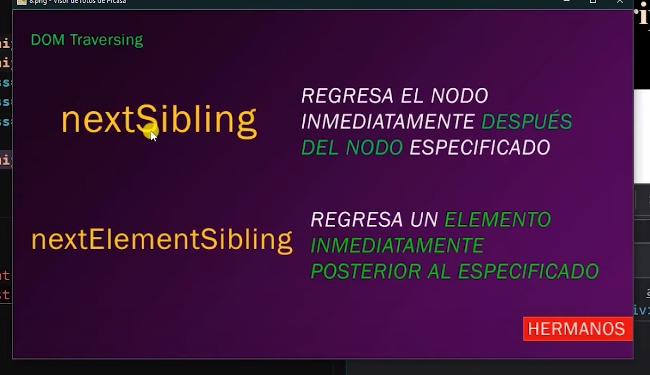 8.png - Visor de fotos de Picasa
DOM Traversing
nextSibling
REGRESA EL NODO
INMEDIATAMENTE DESPUÉS
DEL NODO ESPECIFICADO
nextElementSibling
REGRESA UN ELEMENTO
INMEDIATAMENTE
POSTERIOR AL ESPECIFICADO
HERMANOS